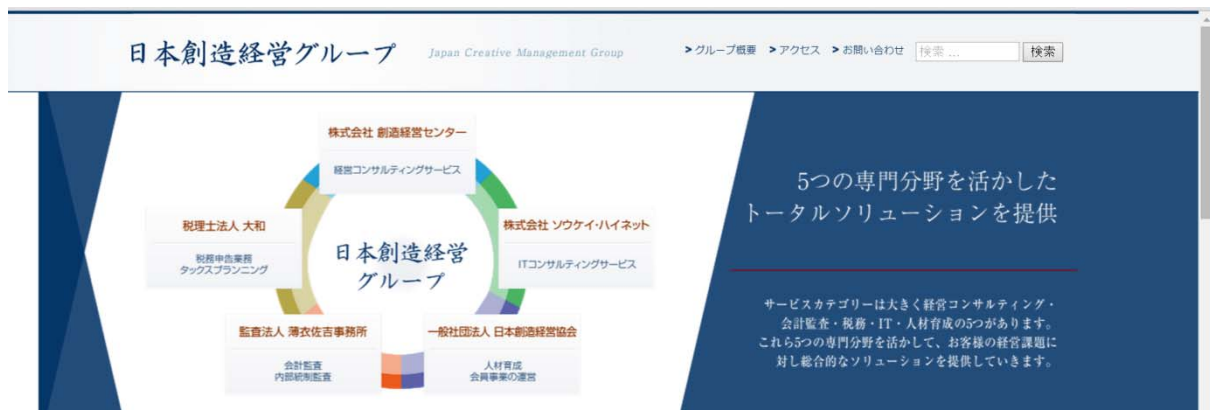 日本創造経営グループ
Japan Creative Management Group
> グループ概要 > アクセス > お問い合わせ
検索 ...
検索
株式会社 創造経営センター
経営コンサルティングサービス
税理士法人 大和
税務申告業務
タックスプランニング
株式会社 ソウケイ・ハイネット
ITコンサルティングサービス
日本創造経営
グループ
監査法人 薄衣佐吉事務所
会計監査
内部統制監査
一般社団法人 日本創造経営協会
人材育成
会員事業の運営
5つの専門分野を活かした
トータルソリューションを提供
サービスカテゴリーは大きく経営コンサルティング・
会計監査・税務・IT・人材育成の5つがあります。
これら5つの専門分野を活かして、お客様の経営課題に
対し総合的なソリューションを提供していきます。